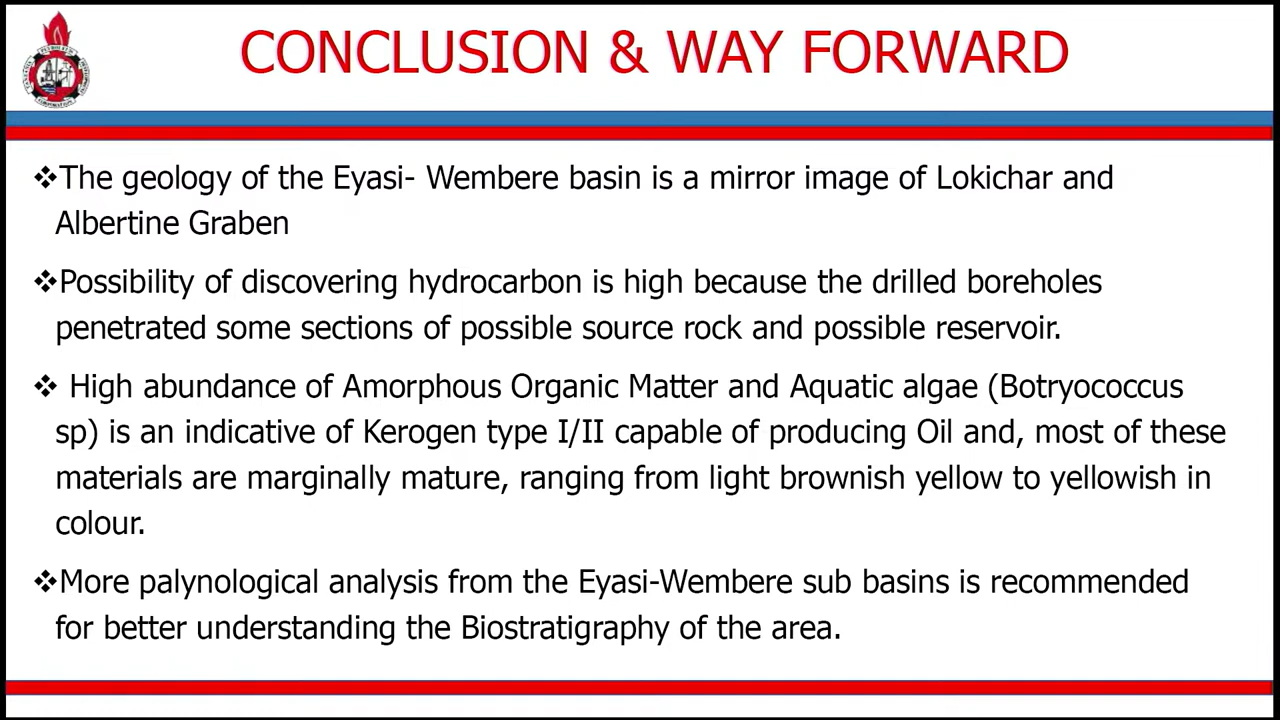 CONCLUSION & WAY FORWARD
❖The geology of the Eyasi- Wembere basin is a mirror image of Lokichar and
Albertine Graben
❖Possibility of discovering hydrocarbon is high because the drilled boreholes
penetrated some sections of possible source rock and possible reservoir.
❖ High abundance of Amorphous Organic Matter and Aquatic algae (Botryococcus
sp) is an indicative of Kerogen type I/II capable of producing Oil and, most of these
materials are marginally mature, ranging from light brownish yellow to yellowish in
colour.
❖More palynological analysis from the Eyasi-Wembere sub basins is recommended
for better understanding the Biostratigraphy of the area.